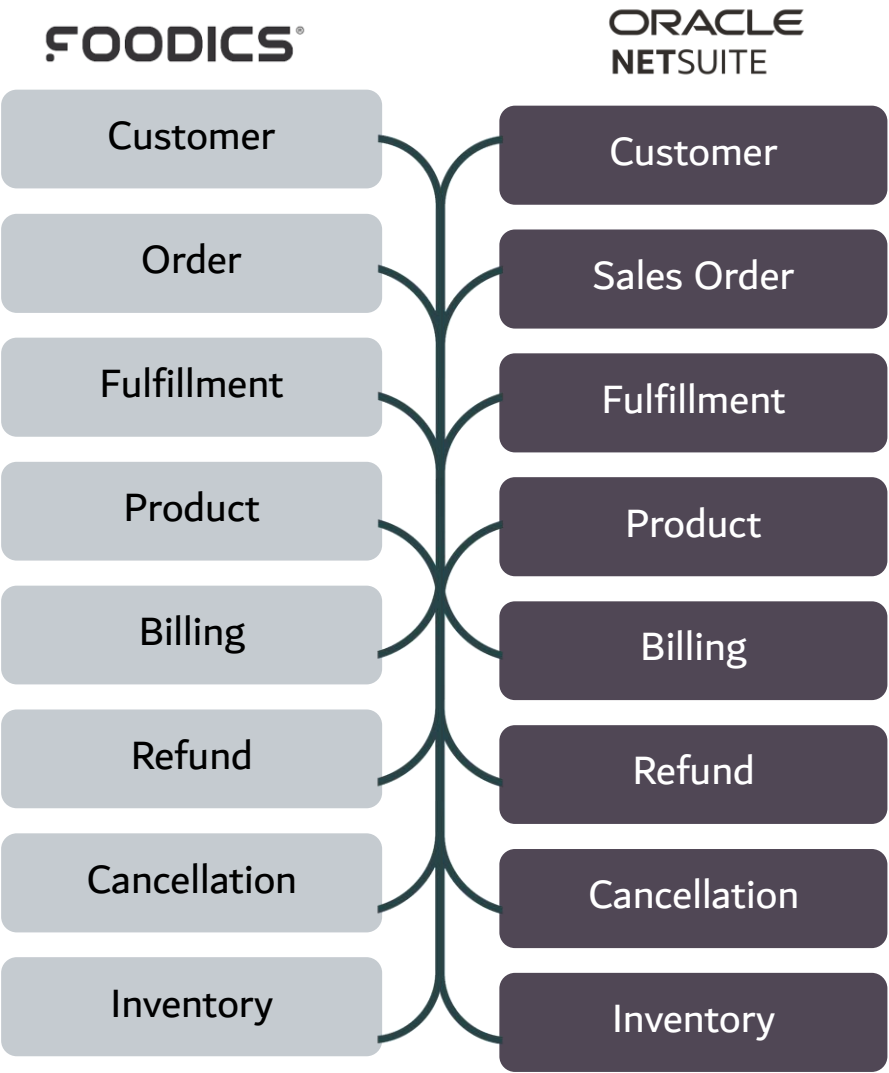 FOODICS®
ORACLE
NETSUITE
Customer
Customer
Order
Sales Order
Fulfillment
Fulfillment
Product
Product
Billing
Billing
Refund
Refund
Cancellation
Cancellation
Inventory
Inventory